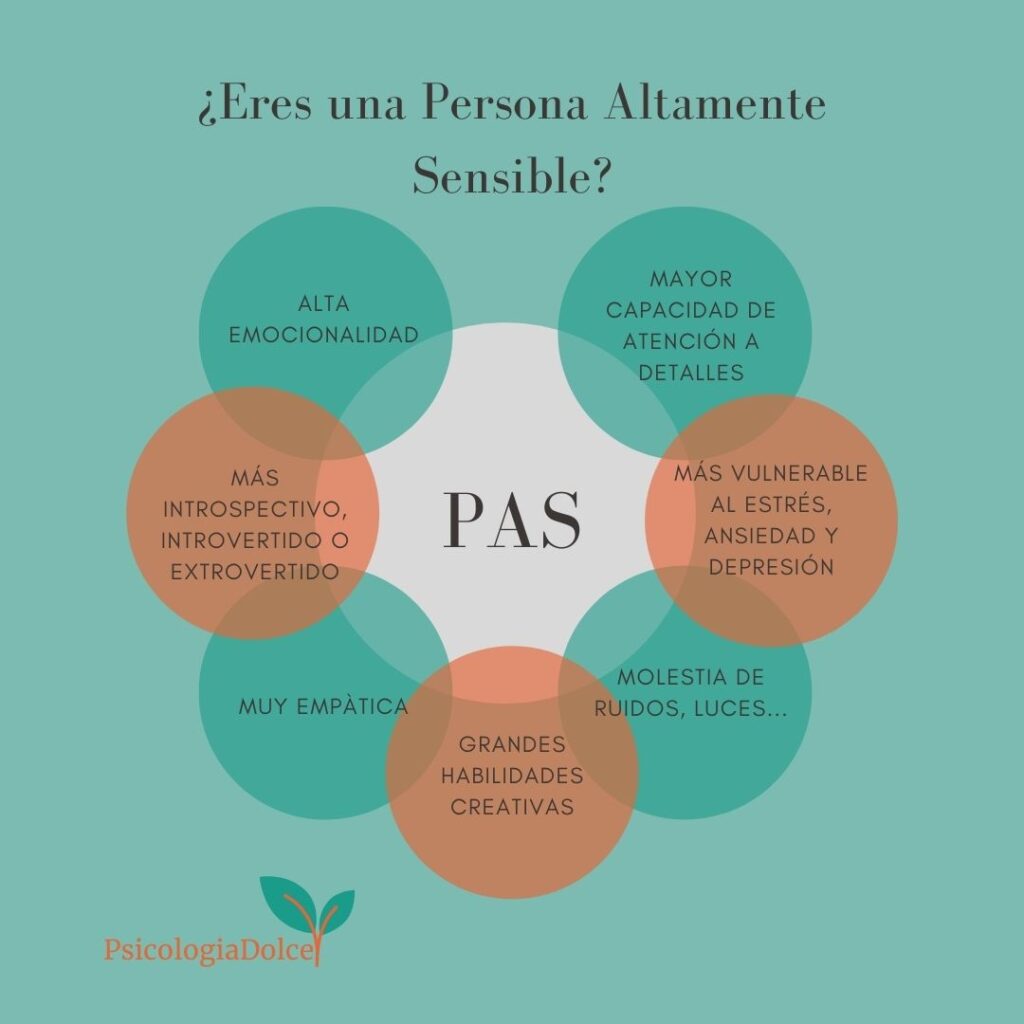 ¿Eres una Persona Altamente
Sensible?
ALTA
EMOCIONALIDAD
MAYOR
CAPACIDAD DE
ATENCIÓN A
DETALLES
MÁS
INTROSPECTIVO,
INTROVERTIDO O
EXTROVERTIDO
PAS
MÁS VULNERABLE
AL ESTRÉS,
ANSIEDAD Y
DEPRESIÓN
MUY EMPÀTICA
MOLESTIA DE
RUIDOS, LUCES...
GRANDES
HABILIDADES
CREATIVAS
PsicologiaDolce